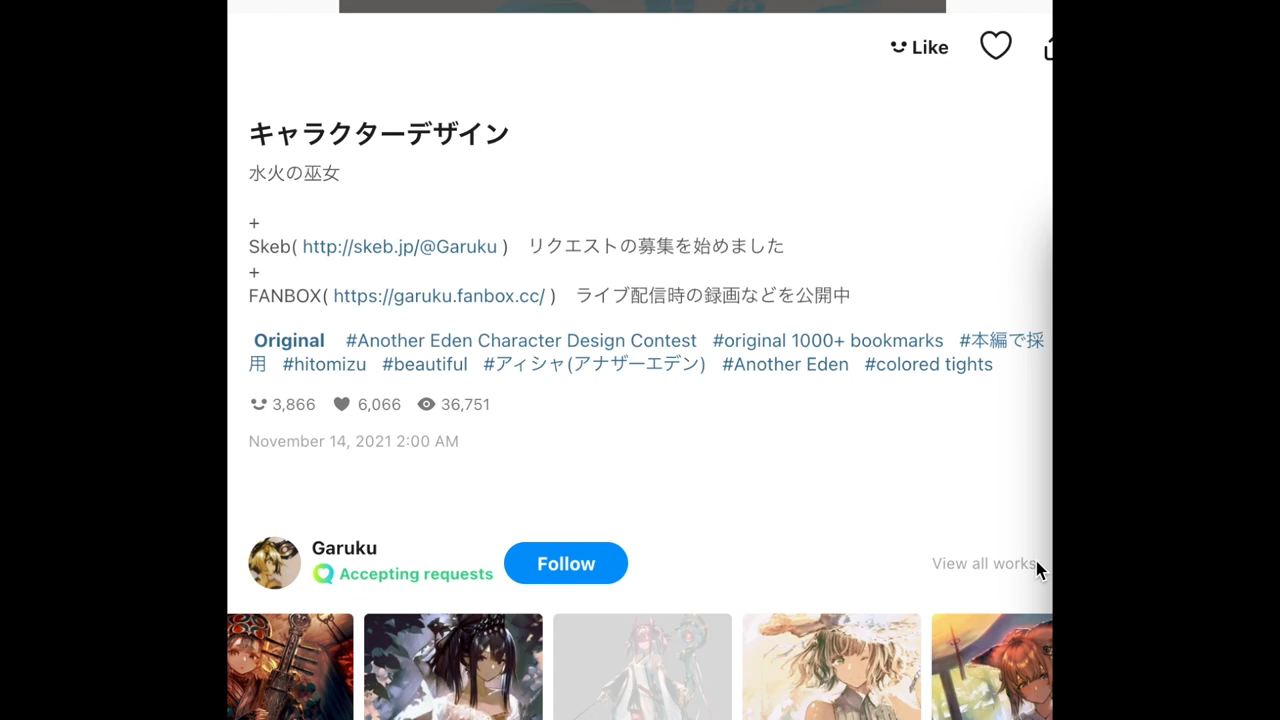 Like
キャラクターデザイン
水火の巫女
+
Skeb( http://skeb.jp/@Garuku )　リクエストの募集を始めました
+
FANBOX( https://garuku.fanbox.cc/ )　ライブ配信時の録画などを公開中
Original #Another Eden Character Design Contest #original 1000+ bookmarks #本編で採
用 #hitomizu #beautiful #アィシャ(アナザーエデン) #Another Eden #colored tights
3,866 6,066 36,751
November 14, 2021 2:00 AM
Garuku
Accepting requests
Follow
View all works